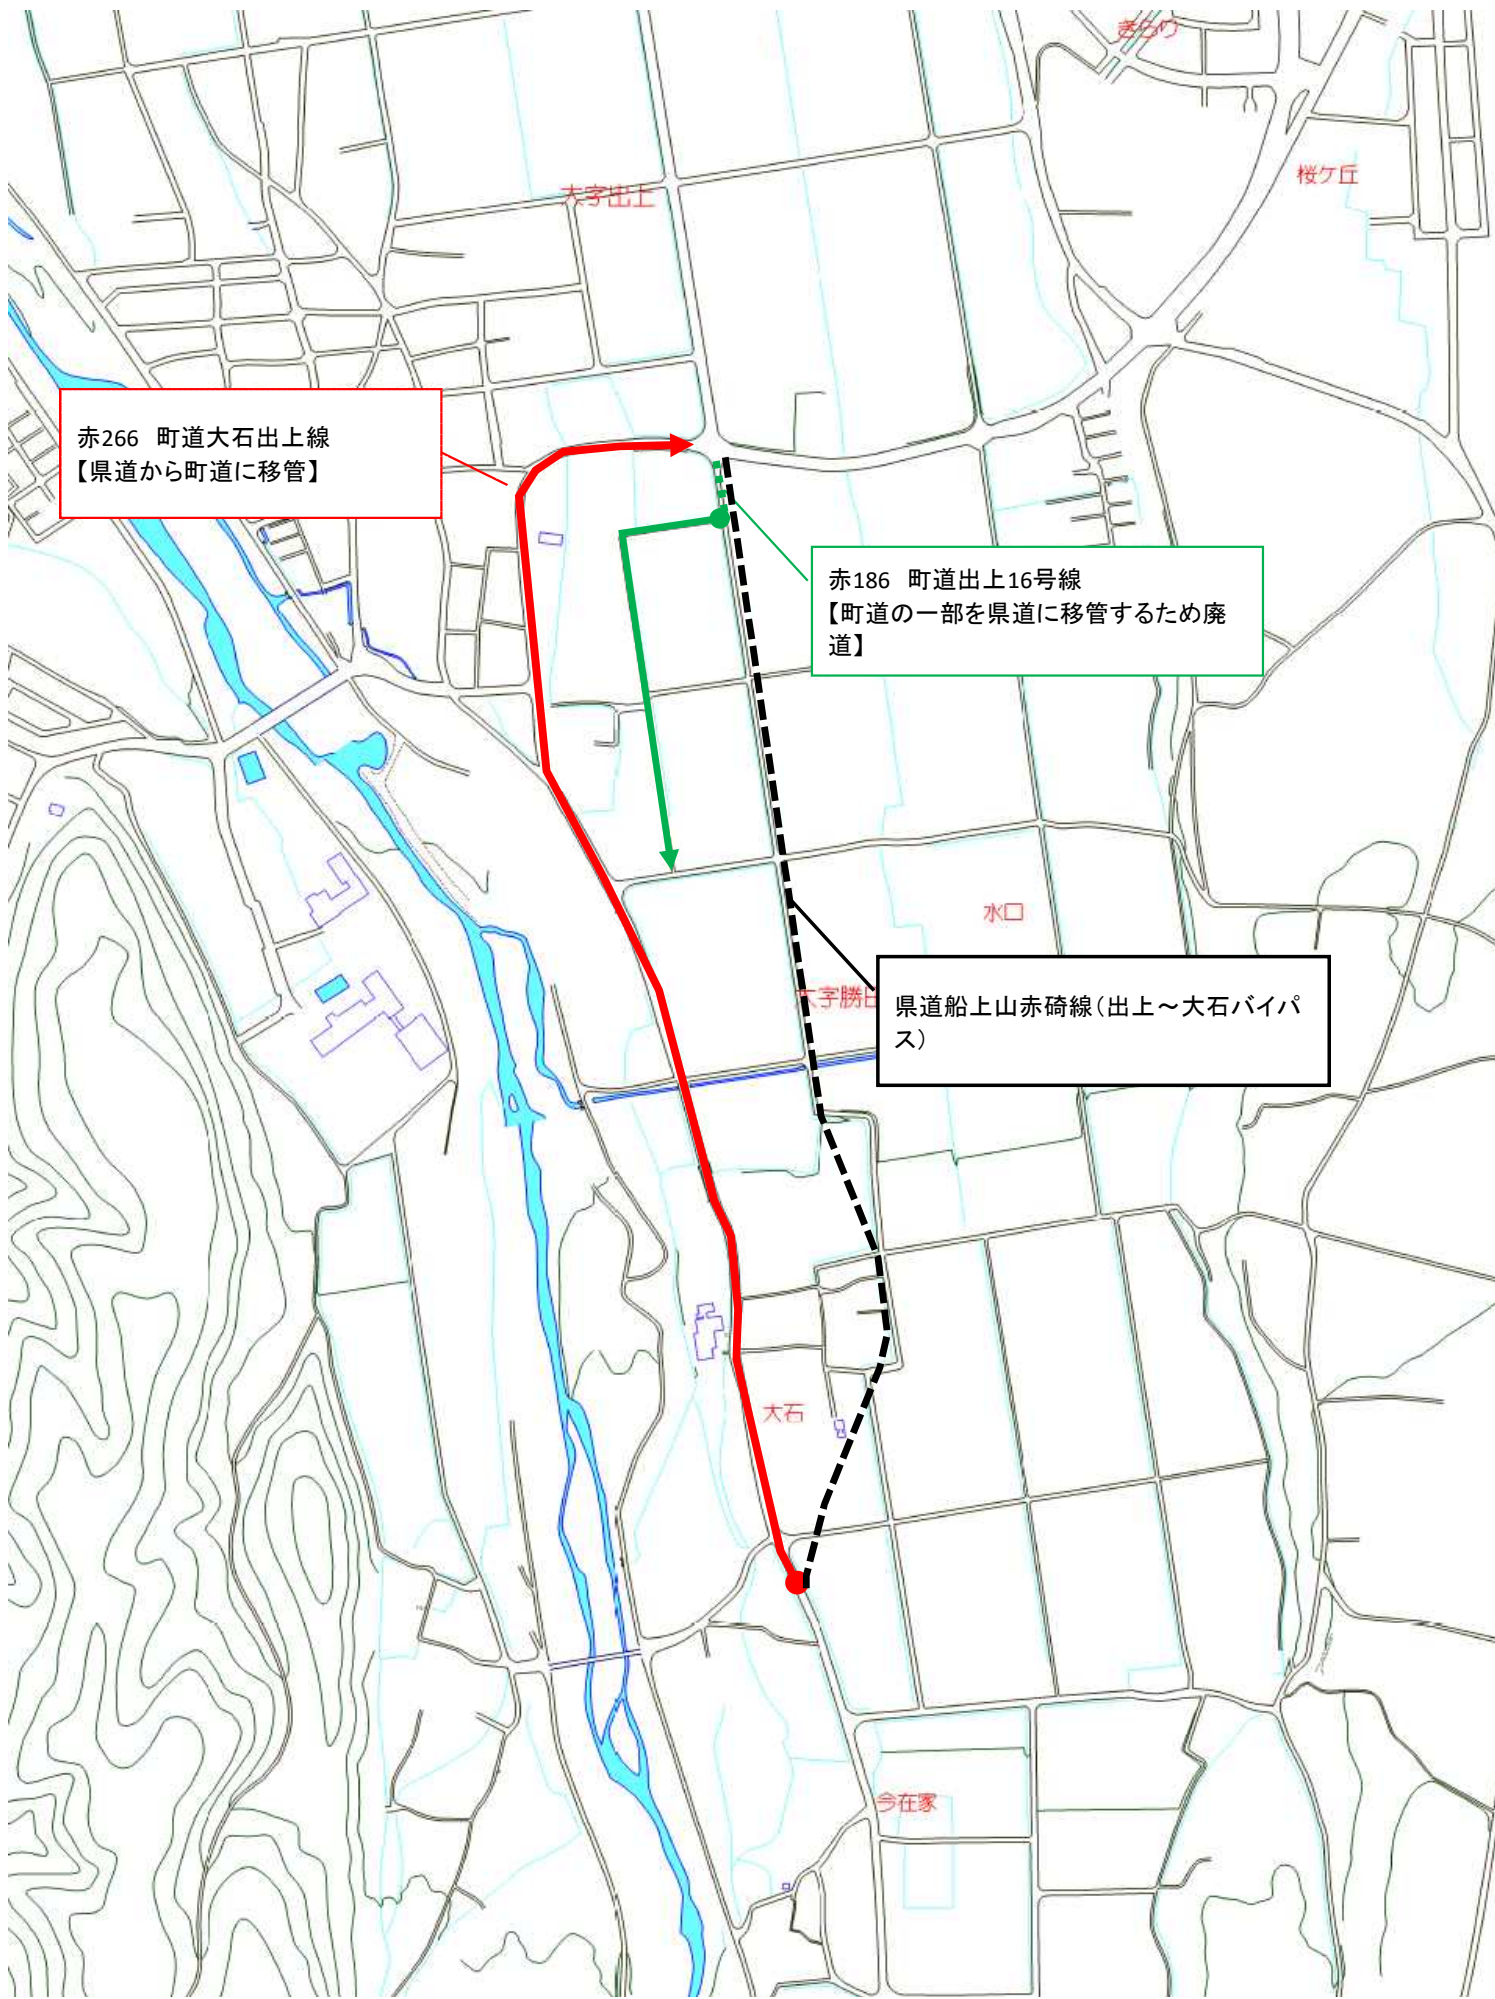 きらり
桜ケ丘
大字出上
赤266 町道大石出上線
【県道から町道に移管】
赤186 町道出上16号線
【町道の一部を県道に移管するため廃
道】
水口
大字勝田
県道船上山赤碕線（出上～大石バイパ
ス）
大石
今在家